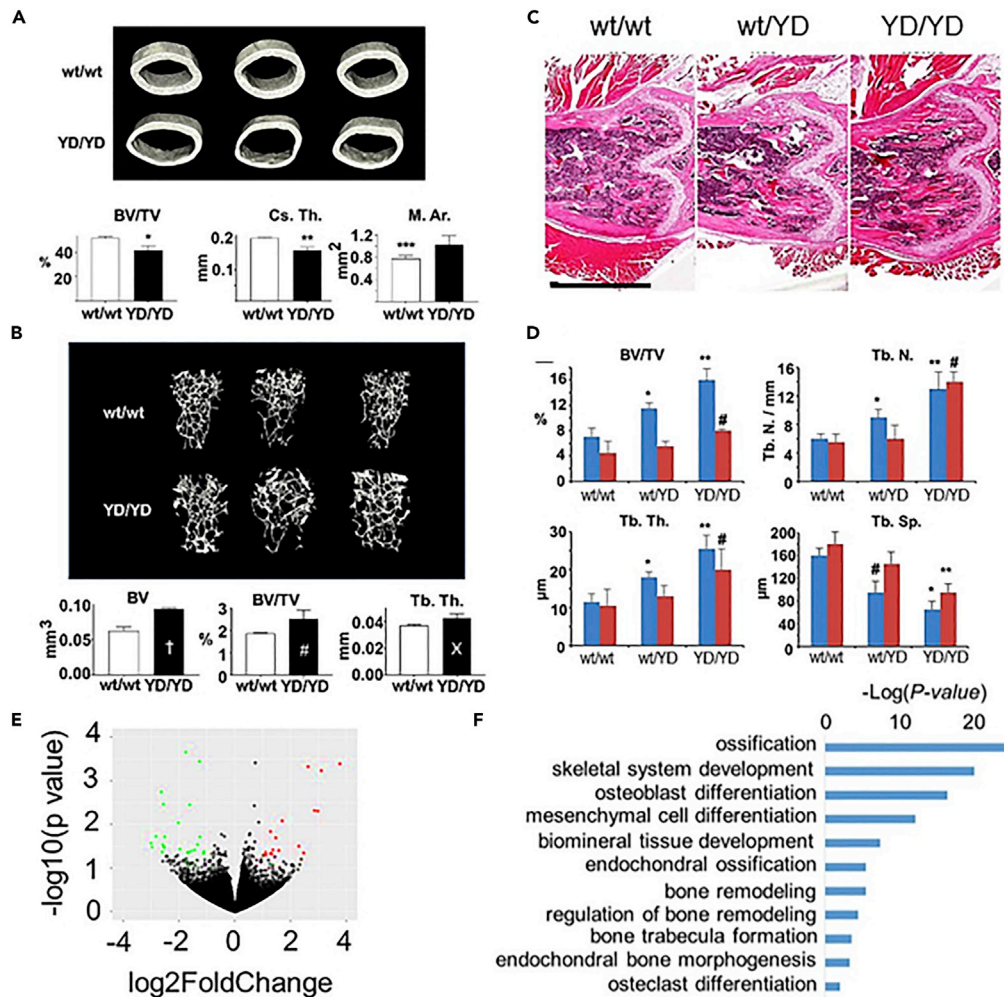 A
wt/wt
YD/YD
BV/TV
Cs. Th.
M. Ar.
%
40
20
0
*
wt/wt YD/YD
mm
0.2
0.1
0.00
**
wt/wt YD/YD
mm2
1.2
0.8
0.4
0
***
wt/wt YD/YD
B
wt/wt
YD/YD
BV
BV/TV
Tb. Th.
mm3
0.10
0.05
0.00
†
wt/wt YD/YD
%
3
2
1
0
#
wt/wt YD/YD
mm
0.04
0.02
0.00
X
wt/wt YD/YD
C
wt/wt
wt/YD
YD/YD
D
BV/TV
%
16
12
8
4
*
**
#
wt/wt
wt/YD
YD/YD
Tb. N.
Tb. N. / mm
16
12
8
4
*
**
#
wt/wt
wt/YD
YD/YD
Tb. Th.
µm
30
20
10
0
*
**
#
wt/wt
wt/YD
YD/YD
Tb. Sp.
µm
200
160
120
80
40
#
*
**
wt/wt
wt/YD
YD/YD
E
-log10(p value)
4
3
2
1
0
-4 -2 0 2 4
log2FoldChange
F
-Log(P-value)
0 10 20
ossification
skeletal system development
osteoblast differentiation
mesenchymal cell differentiation
biomineral tissue development
endochondral ossification
bone remodeling
regulation of bone remodeling
bone trabecula formation
endochondral bone morphogenesis
osteclast differentiation